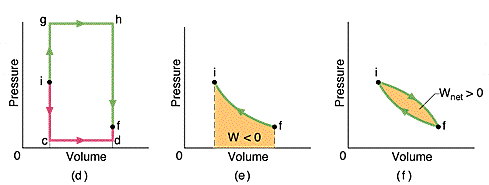 g h
Pressure
i
f
c d
0 Volume
(d)
Pressure
i
f
W < 0
0 Volume
(e)
Pressure
i
W_net > 0
f
0 Volume
(f)